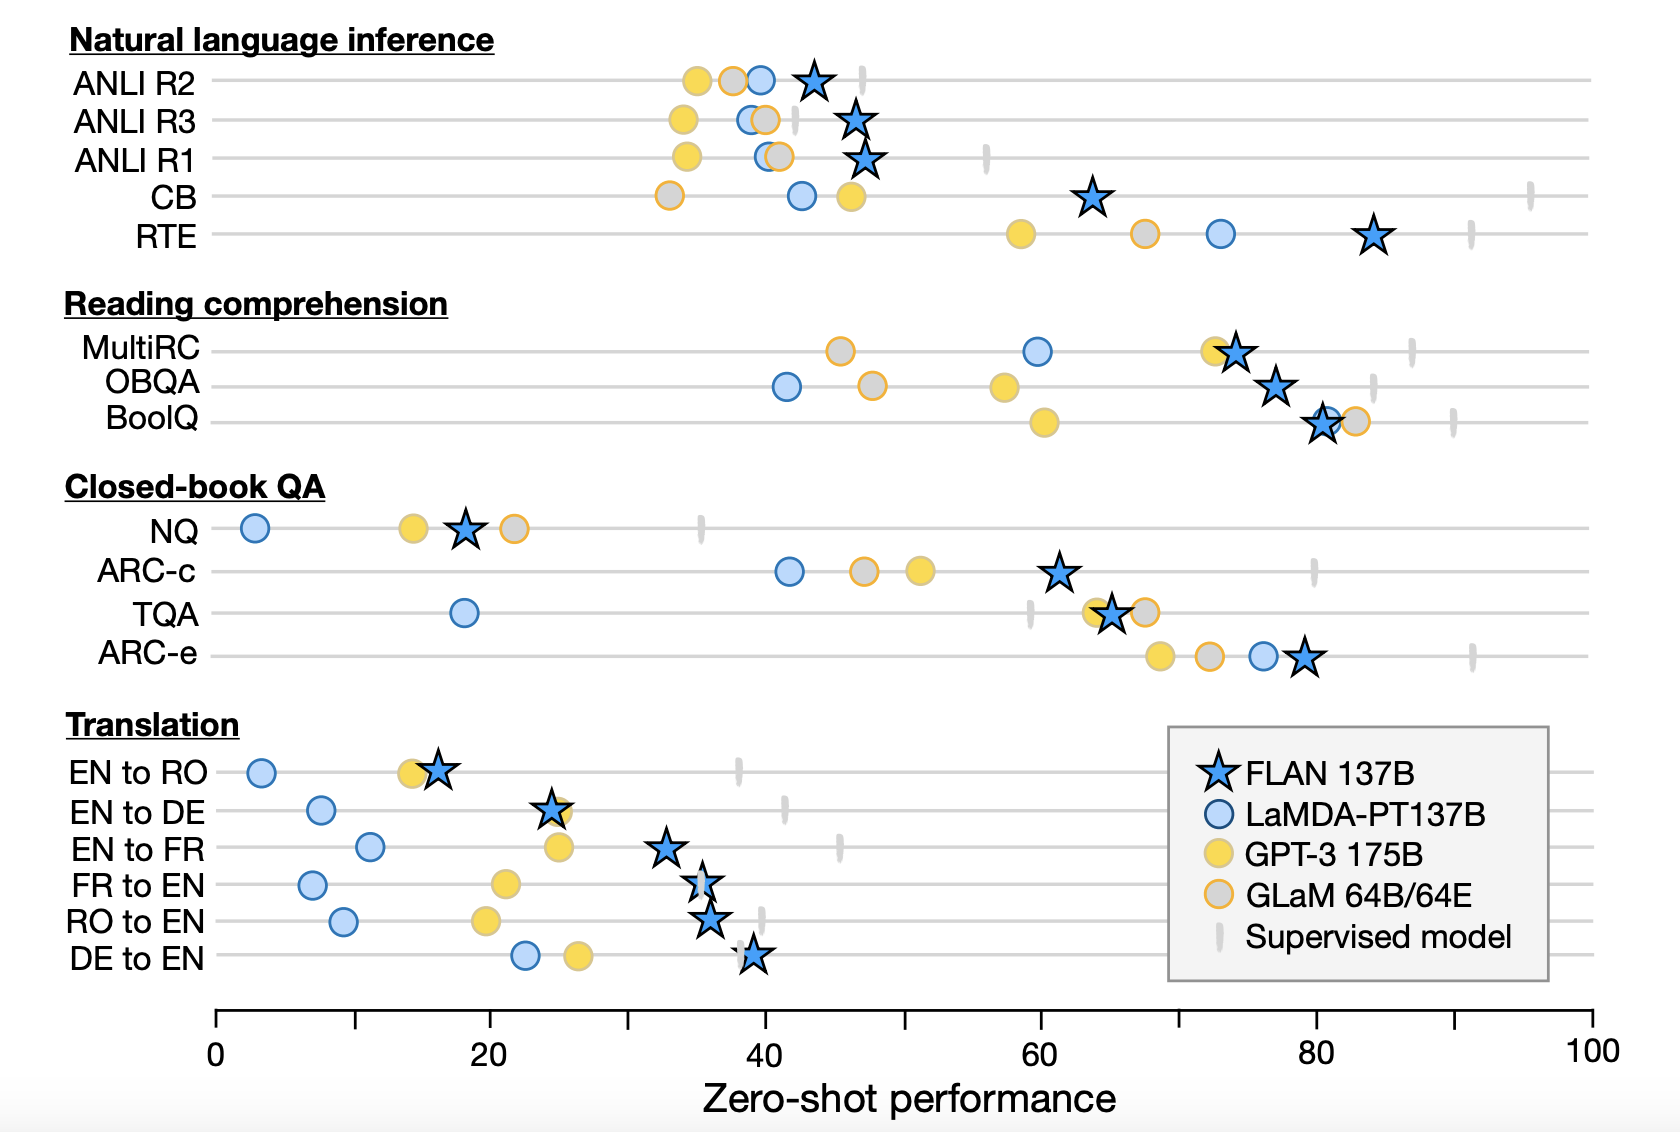 Natural language inference
ANLI R2
ANLI R3
ANLI R1
CB
RTE
Reading comprehension
MultiRC
OBQA
BoolQ
Closed-book QA
NQ
ARC-c
TQA
ARC-e
Translation
EN to RO
EN to DE
EN to FR
FR to EN
RO to EN
DE to EN
FLAN 137B
LaMDA-PT137B
GPT-3 175B
GLaM 64B/64E
Supervised model
0 20 40 60 80 100
Zero-shot performance